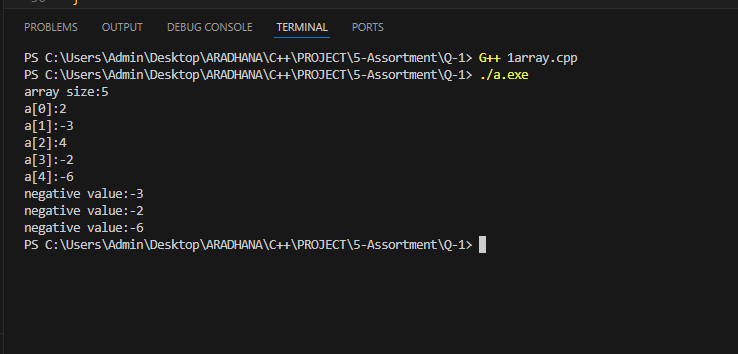 PROBLEMS OUTPUT DEBUG CONSOLE TERMINAL PORTS
PS C:\Users\Admin\Desktop\ARADHANA\C++\PROJECT\5-Assortment\Q-1> G++ 1array.cpp
PS C:\Users\Admin\Desktop\ARADHANA\C++\PROJECT\5-Assortment\Q-1> ./a.exe
array size:5
a[0]:2
a[1]:-3
a[2]:4
a[3]:-2
a[4]:-6
negative value:-3
negative value:-2
negative value:-6
PS C:\Users\Admin\Desktop\ARADHANA\C++\PROJECT\5-Assortment\Q-1>